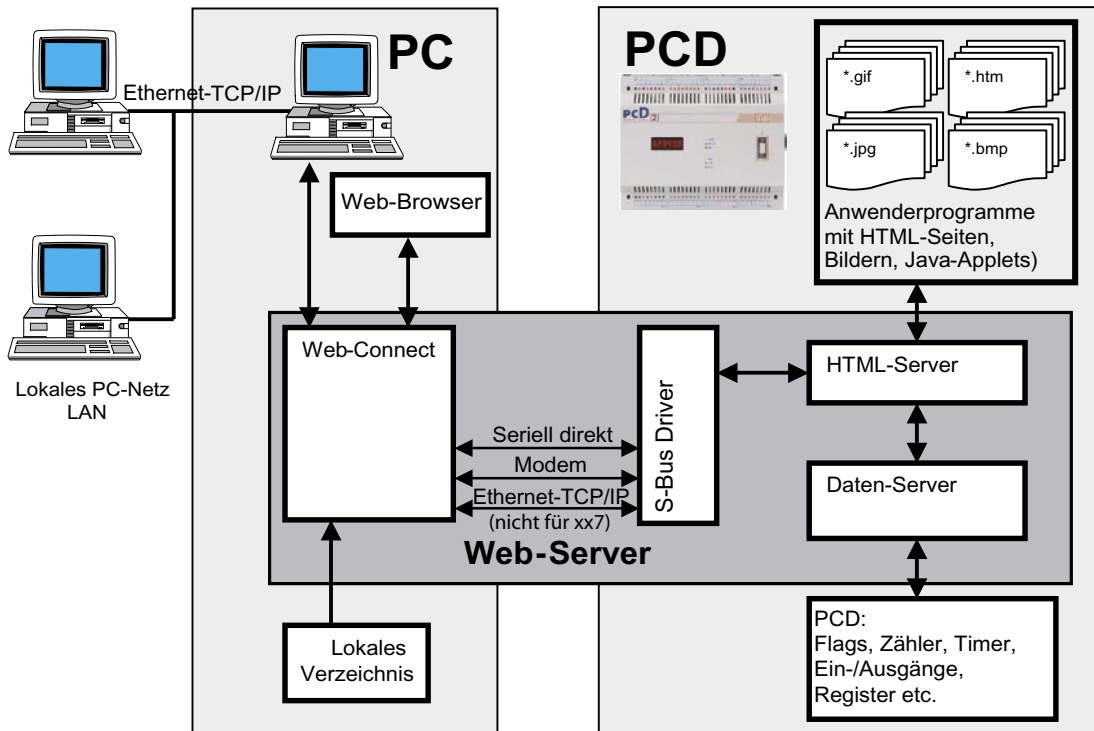 PC
PCD
Ethernet-TCP/IP
*.gif
*.htm
*.jpg
*.bmp
PCD
2
Web-Browser
Anwenderprogramme
mit HTML-Seiten,
Bildern, Java-Applets)
Lokales PC-Netz
LAN
Web-Connect
S-Bus Driver
HTML-Server
Seriell direkt
Modem
Ethernet-TCP/IP
(nicht für xx7)
Daten-Server
Web-Server
Lokales
Verzeichnis
PCD:
Flags, Zähler, Timer,
Ein-/Ausgänge,
Register etc.